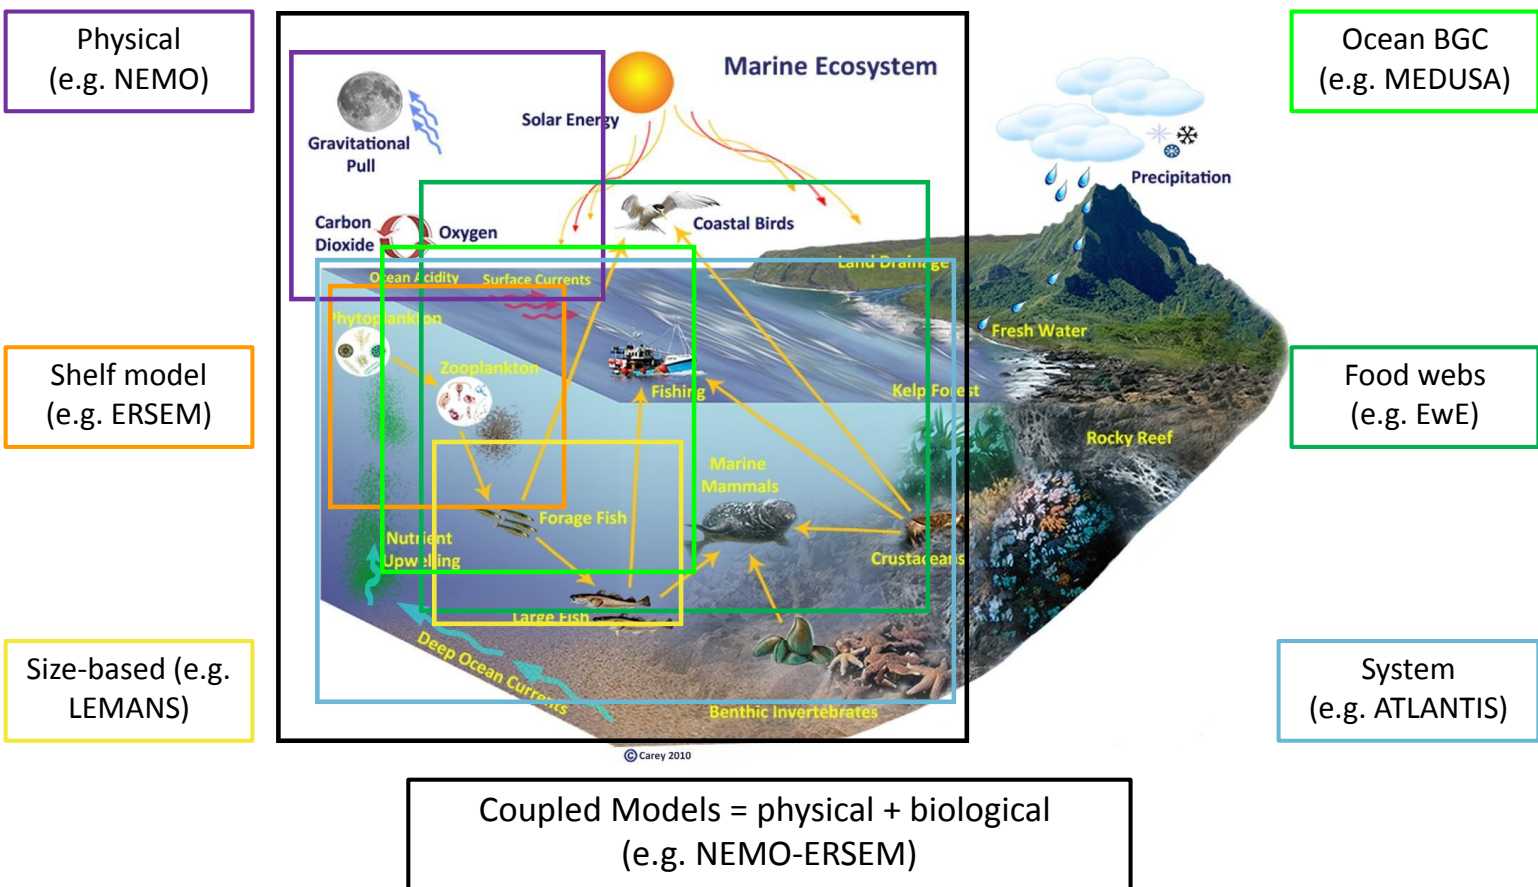 Physical
(e.g. NEMO)
Ocean BGC
(e.g. MEDUSA)
Marine Ecosystem
Solar Energy
Gravitational
Pull
Precipitation
Carbon
Dioxide
Oxygen
Coastal Birds
Land Drainage
Ocean Acidity
Surface Currents
Phytoplankton
Fresh Water
Shelf model
(e.g. ERSEM)
Zooplankton
Fishing
Kelp Forest
Food webs
(e.g. EwE)
Rocky Reef
Marine
Mammals
Forage Fish
Nutrient
Upwelling
Crustaceans
Large Fish
Deep Ocean Currents
Benthic Invertebrates
Size-based (e.g.
LEMANS)
System
(e.g. ATLANTIS)
© Carey 2010
Coupled Models = physical + biological
(e.g. NEMO-ERSEM)